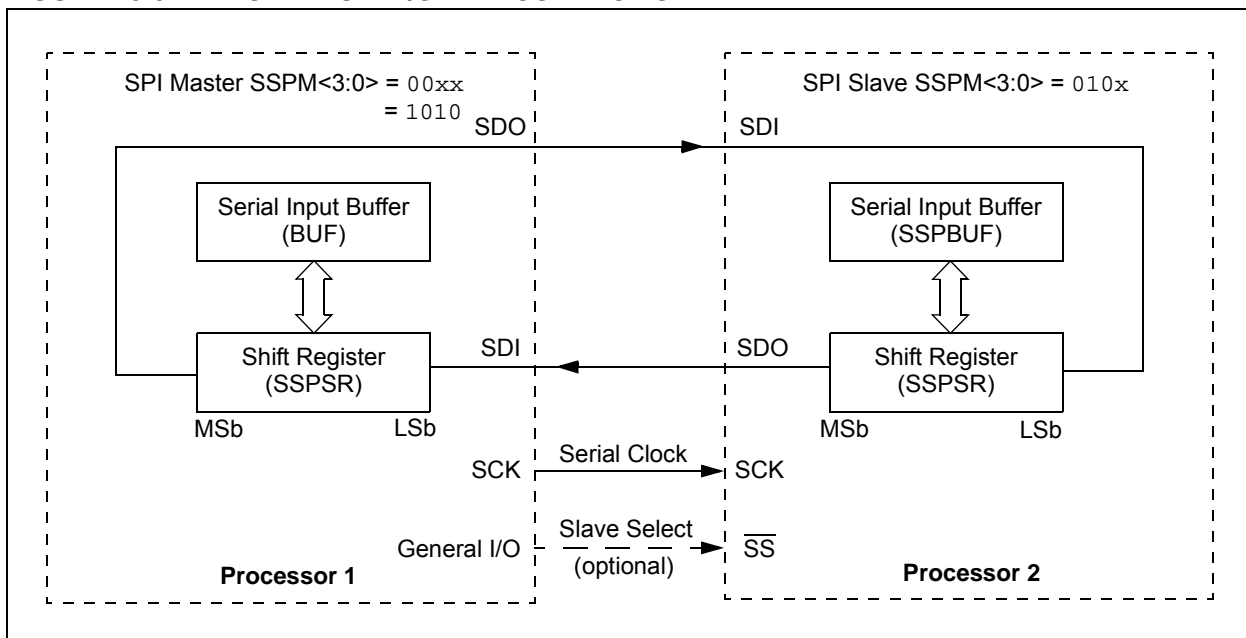 SPI Master SSPM<3:0> = 00xx
= 1010
SPI Slave SSPM<3:0> = 010x
SDO
SDI
Serial Input Buffer
(BUF)
Serial Input Buffer
(SSPBUF)
SDI
SDO
Shift Register
(SSPSR)
Shift Register
(SSPSR)
MSb
LSb
MSb
LSb
SCK
Serial Clock
SCK
General I/O
Slave Select
(optional)
SS
Processor 1
Processor 2